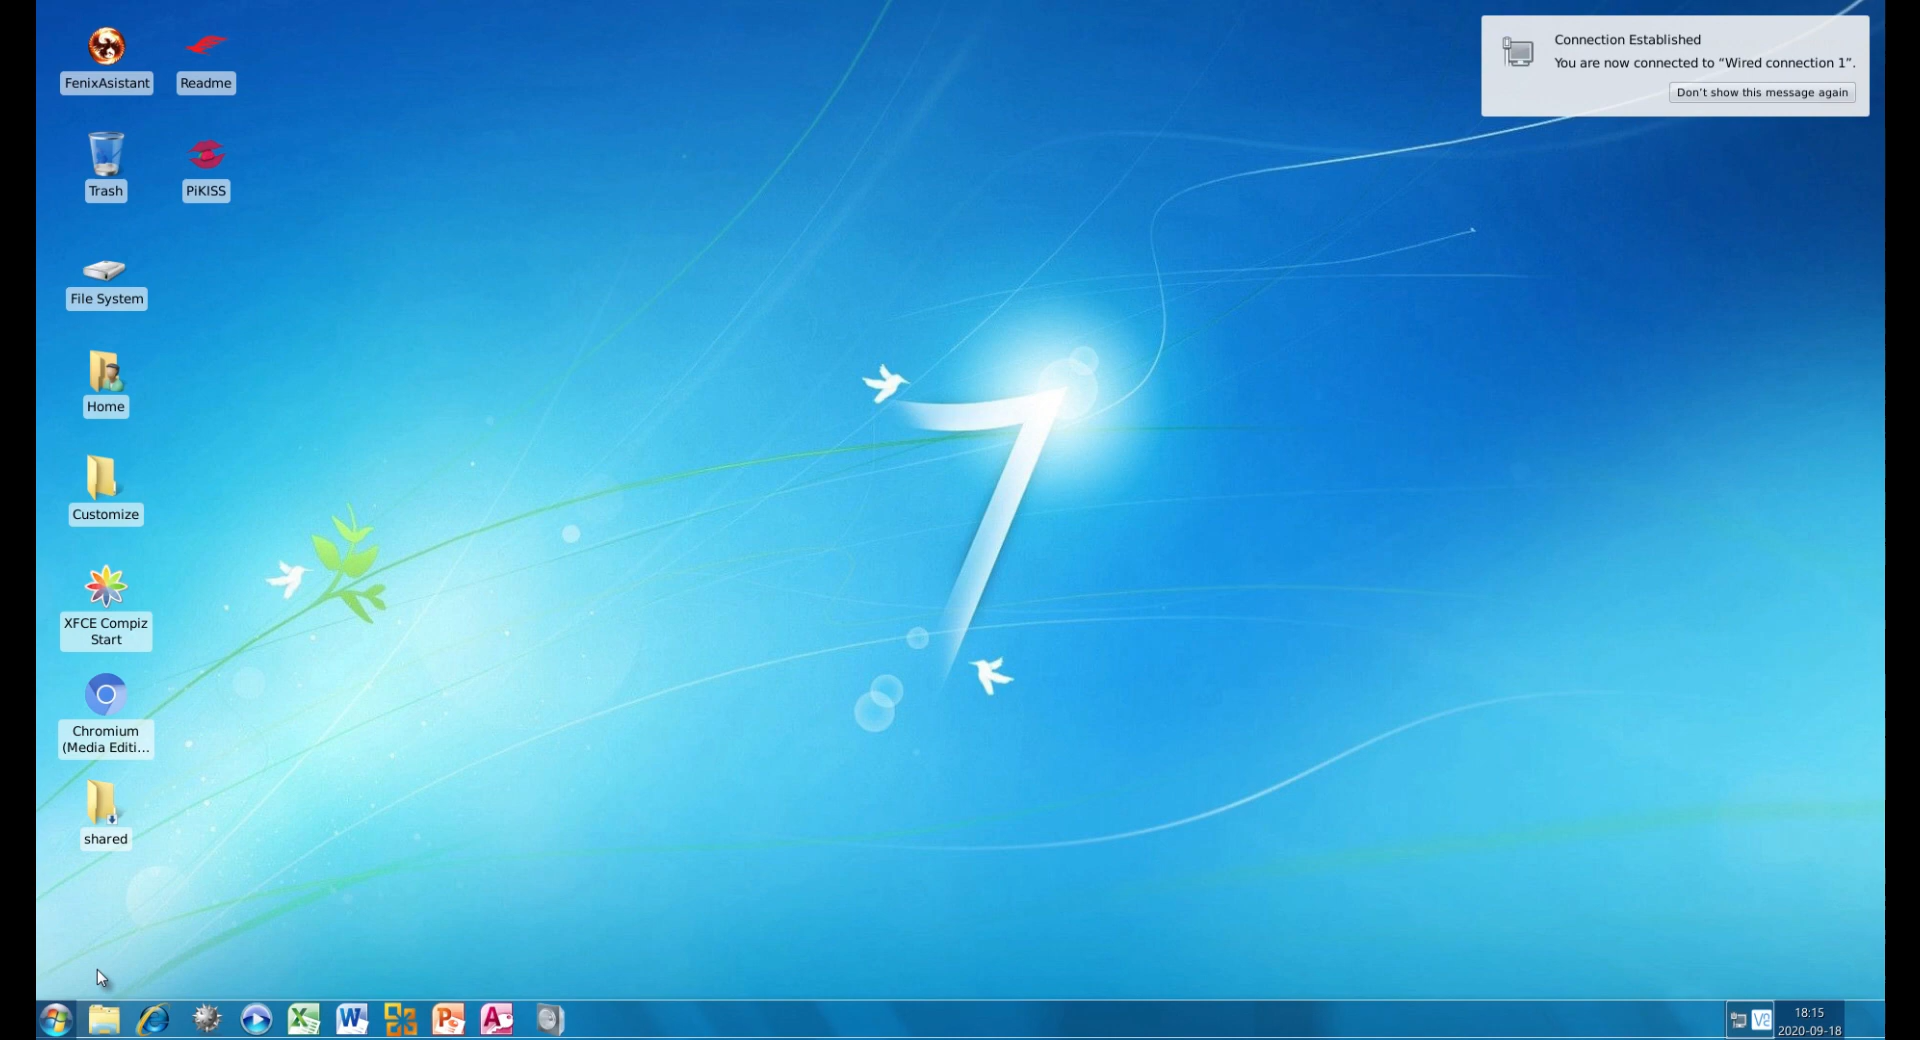 FenixAsistant
Readme
Trash
PiKISS
File System
Home
Customize
XFCE Compiz
Start
Chromium
(Media Editi...
shared
Connection Established
You are now connected to “Wired connection 1”.
Don't show this message again
7
18:15
2020-09-18